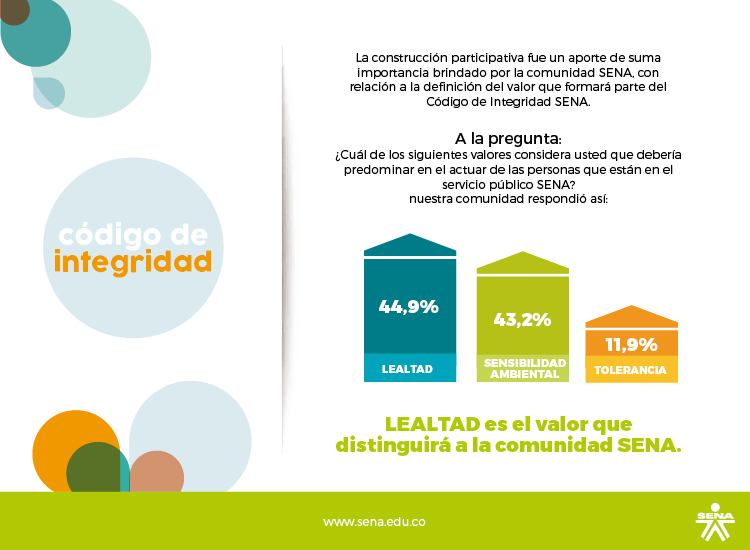 código de
integridad
La construcción participativa fue un aporte de suma
importancia brindado por la comunidad SENA, con
relación a la definición del valor que formará parte del
Código de Integridad SENA.
A la pregunta:
¿Cuál de los siguientes valores considera usted que debería
predominar en el actuar de las personas que están en el
servicio público SENA?
nuestra comunidad respondió así:
44,9%
LEALTAD
43,2%
SENSIBILIDAD
AMBIENTAL
11,9%
TOLERANCIA
LEALTAD es el valor que
distinguirá a la comunidad SENA.
www.sena.edu.co
SENA